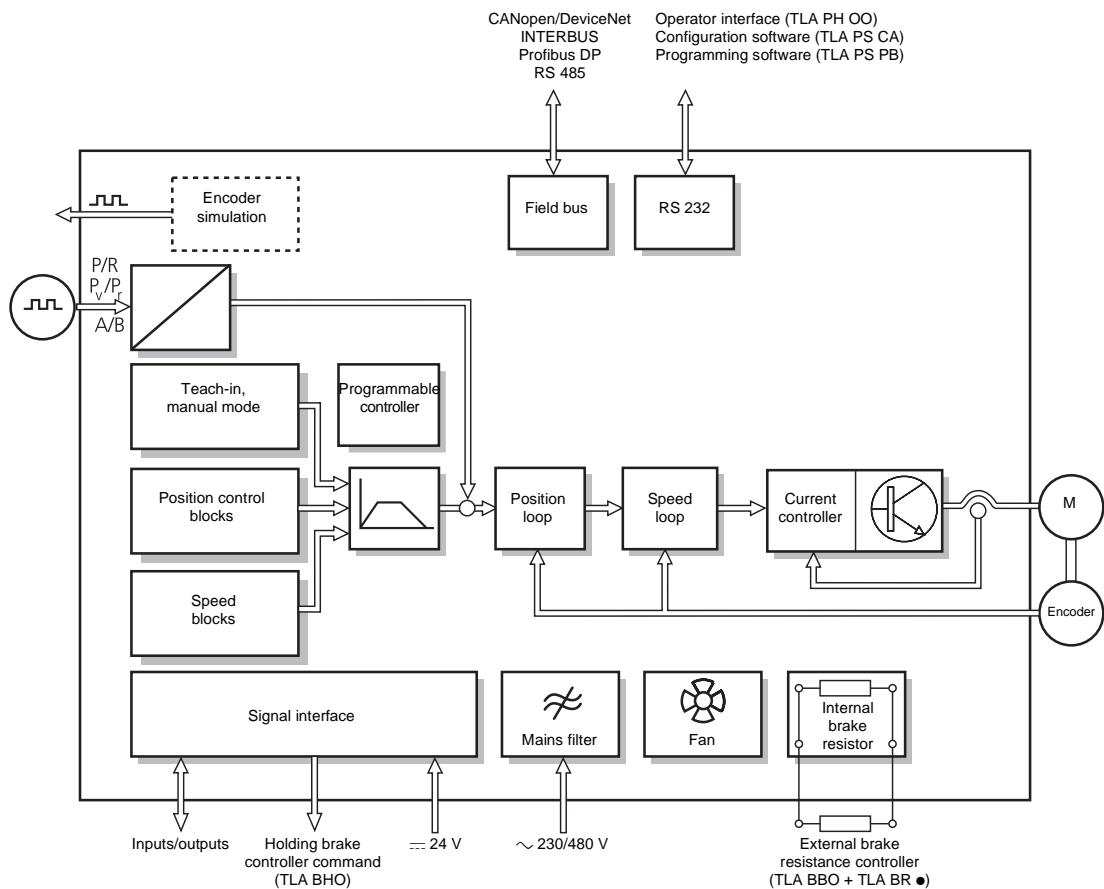 CANopen/DeviceNet
INTERBUS
Profibus DP
RS 485
Operator interface (TLA PH OO)
Configuration software (TLA PS CA)
Programming software (TLA PS PB)
Encoder
simulation
Field bus
RS 232
P/R
Pv/Pr
A/B
Teach-in,
manual mode
Programmable
controller
Position control
blocks
Position
loop
Speed
loop
Current
controller
M
Speed
blocks
Encoder
Signal interface
Mains filter
Fan
Internal
brake
resistor
Inputs/outputs
Holding brake
controller command
(TLA BHO)
⎓ 24 V
~ 230/480 V
External brake
resistance controller
(TLA BBO + TLA BR ●)